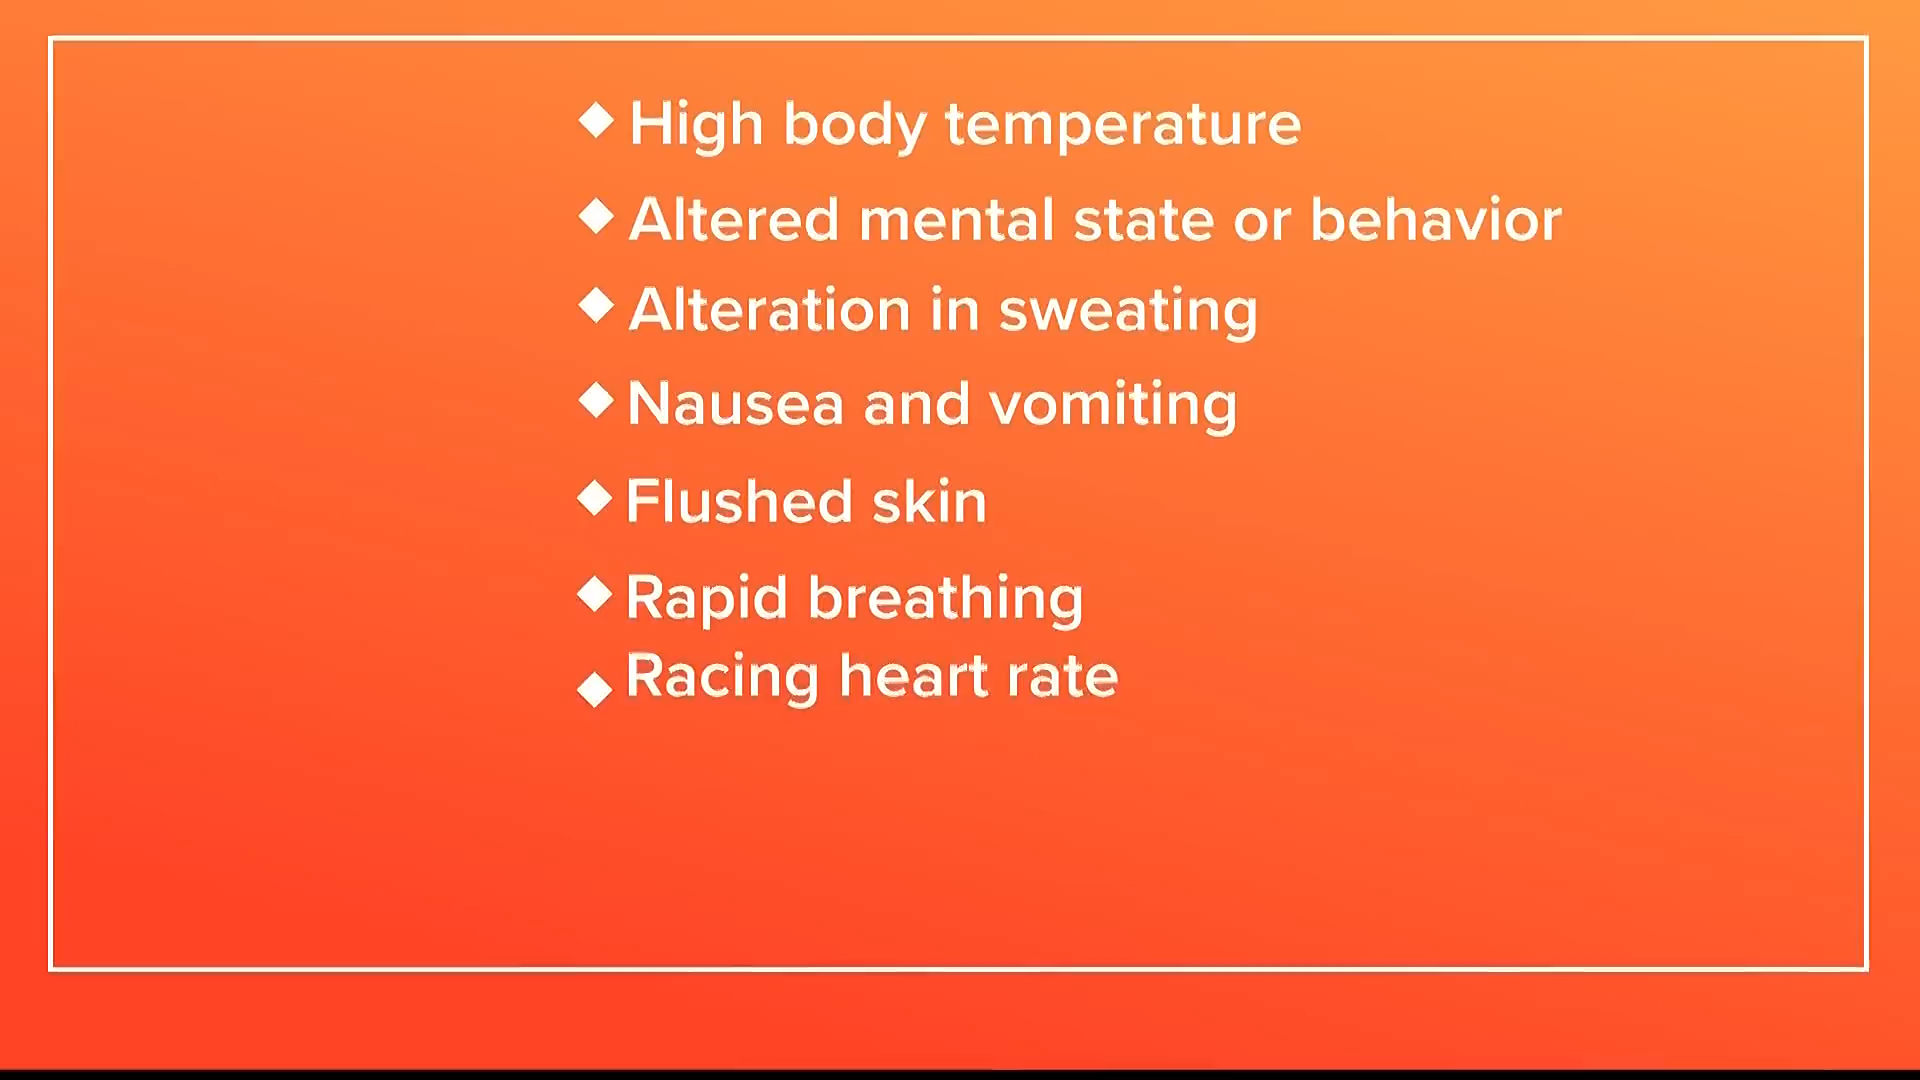 ◆ High body temperature
◆ Altered mental state or behavior
◆ Alteration in sweating
◆ Nausea and vomiting
◆ Flushed skin
◆ Rapid breathing
◆ Racing heart rate